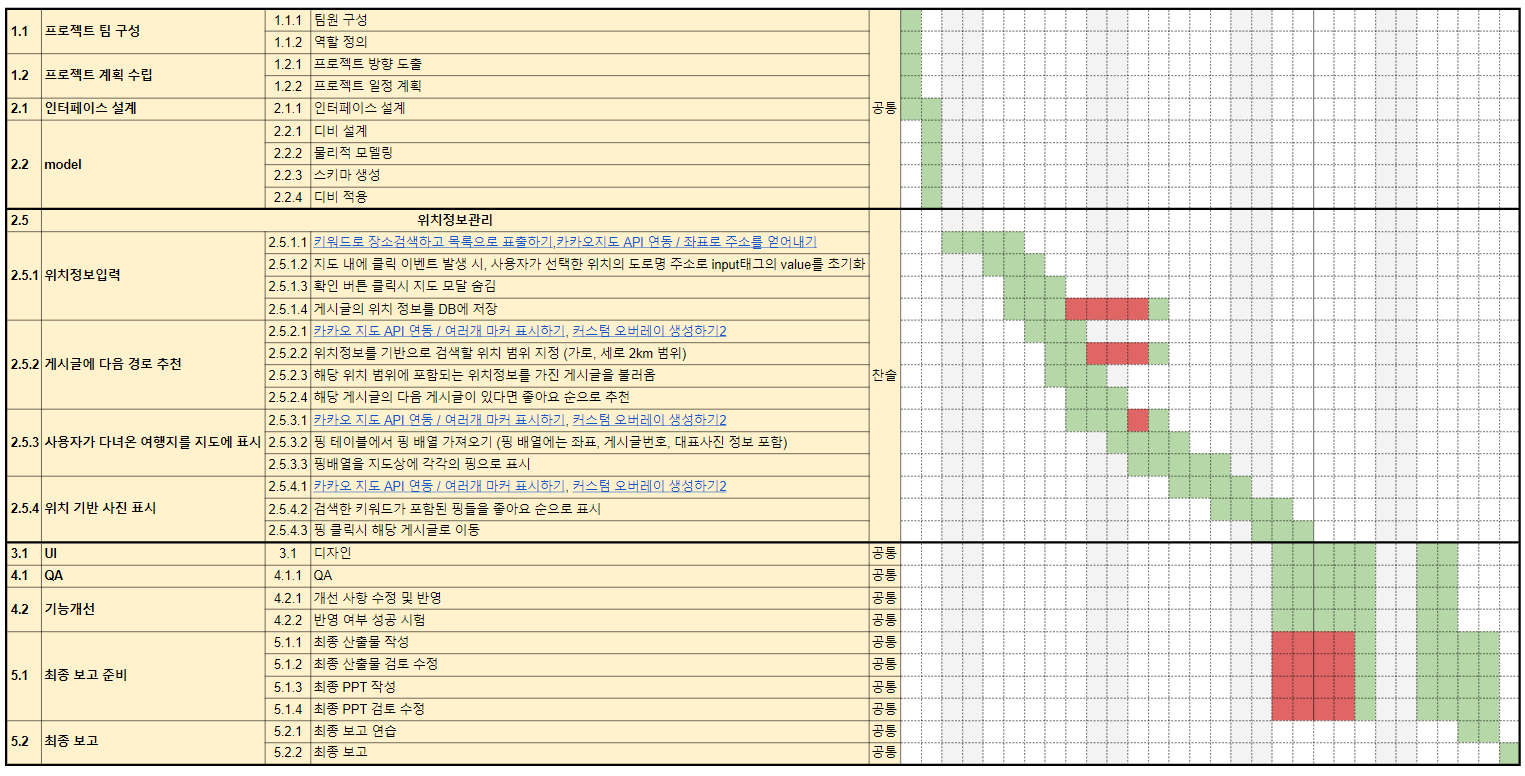 1.1 프로젝트 팀 구성 1.1.1 팀원 구성
1.1.2 역할 정의
1.2 프로젝트 계획 수립 1.2.1 프로젝트 방향 도출
1.2.2 프로젝트 일정 계획
2.1 인터페이스 설계 2.1.1 인터페이스 설계 공통
2.2 model 2.2.1 디비 설계
2.2.2 물리적 모델링
2.2.3 스키마 생성
2.2.4 디비 적용
2.5 위치정보관리
2.5.1 위치정보입력 2.5.1.1 키워드로 장소검색하고 목록으로 표출하기,카카오지도 API 연동 / 좌표로 주소를 얻어내기
2.5.1.2 지도 내에 클릭 이벤트 발생 시, 사용자가 선택한 위치의 도로명 주소로 input태그의 value를 초기화
2.5.1.3 확인 버튼 클릭시 지도 모달 숨김
2.5.1.4 게시글의 위치 정보를 DB에 저장
2.5.2 게시글에 다음 경로 추천 2.5.2.1 카카오 지도 API 연동 / 여러개 마커 표시하기, 커스텀 오버레이 생성하기2
2.5.2.2 위치정보를 기반으로 검색할 위치 범위 지정 (가로, 세로 2km 범위)
2.5.2.3 해당 위치 범위에 포함되는 위치정보를 가진 게시글을 불러옴 찬솔
2.5.2.4 해당 게시글의 다음 게시글이 있다면 좋아요 순으로 추천
2.5.3 사용자가 다녀온 여행지를 지도에 표시 2.5.3.1 카카오 지도 API 연동 / 여러개 마커 표시하기, 커스텀 오버레이 생성하기2
2.5.3.2 핑 테이블에서 핑 배열 가져오기 (핑 배열에는 좌표, 게시글번호, 대표사진 정보 포함)
2.5.3.3 핑배열을 지도상에 각각의 핑으로 표시
2.5.4 위치 기반 사진 표시 2.5.4.1 카카오 지도 API 연동 / 여러개 마커 표시하기, 커스텀 오버레이 생성하기2
2.5.4.2 검색한 키워드가 포함된 핑들을 좋아요 순으로 표시
2.5.4.3 핑 클릭시 해당 게시글로 이동
3.1 UI 3.1 디자인 공통
4.1 QA 4.1.1 QA 공통
4.2 기능개선 4.2.1 개선 사항 수정 및 반영 공통
4.2.2 반영 여부 성공 시험 공통
5.1 최종 보고 준비 5.1.1 최종 산출물 작성 공통
5.1.2 최종 산출물 검토 수정 공통
5.1.3 최종 PPT 작성 공통
5.1.4 최종 PPT 검토 수정 공통
5.2 최종 보고 5.2.1 최종 보고 연습 공통
5.2.2 최종 보고 공통